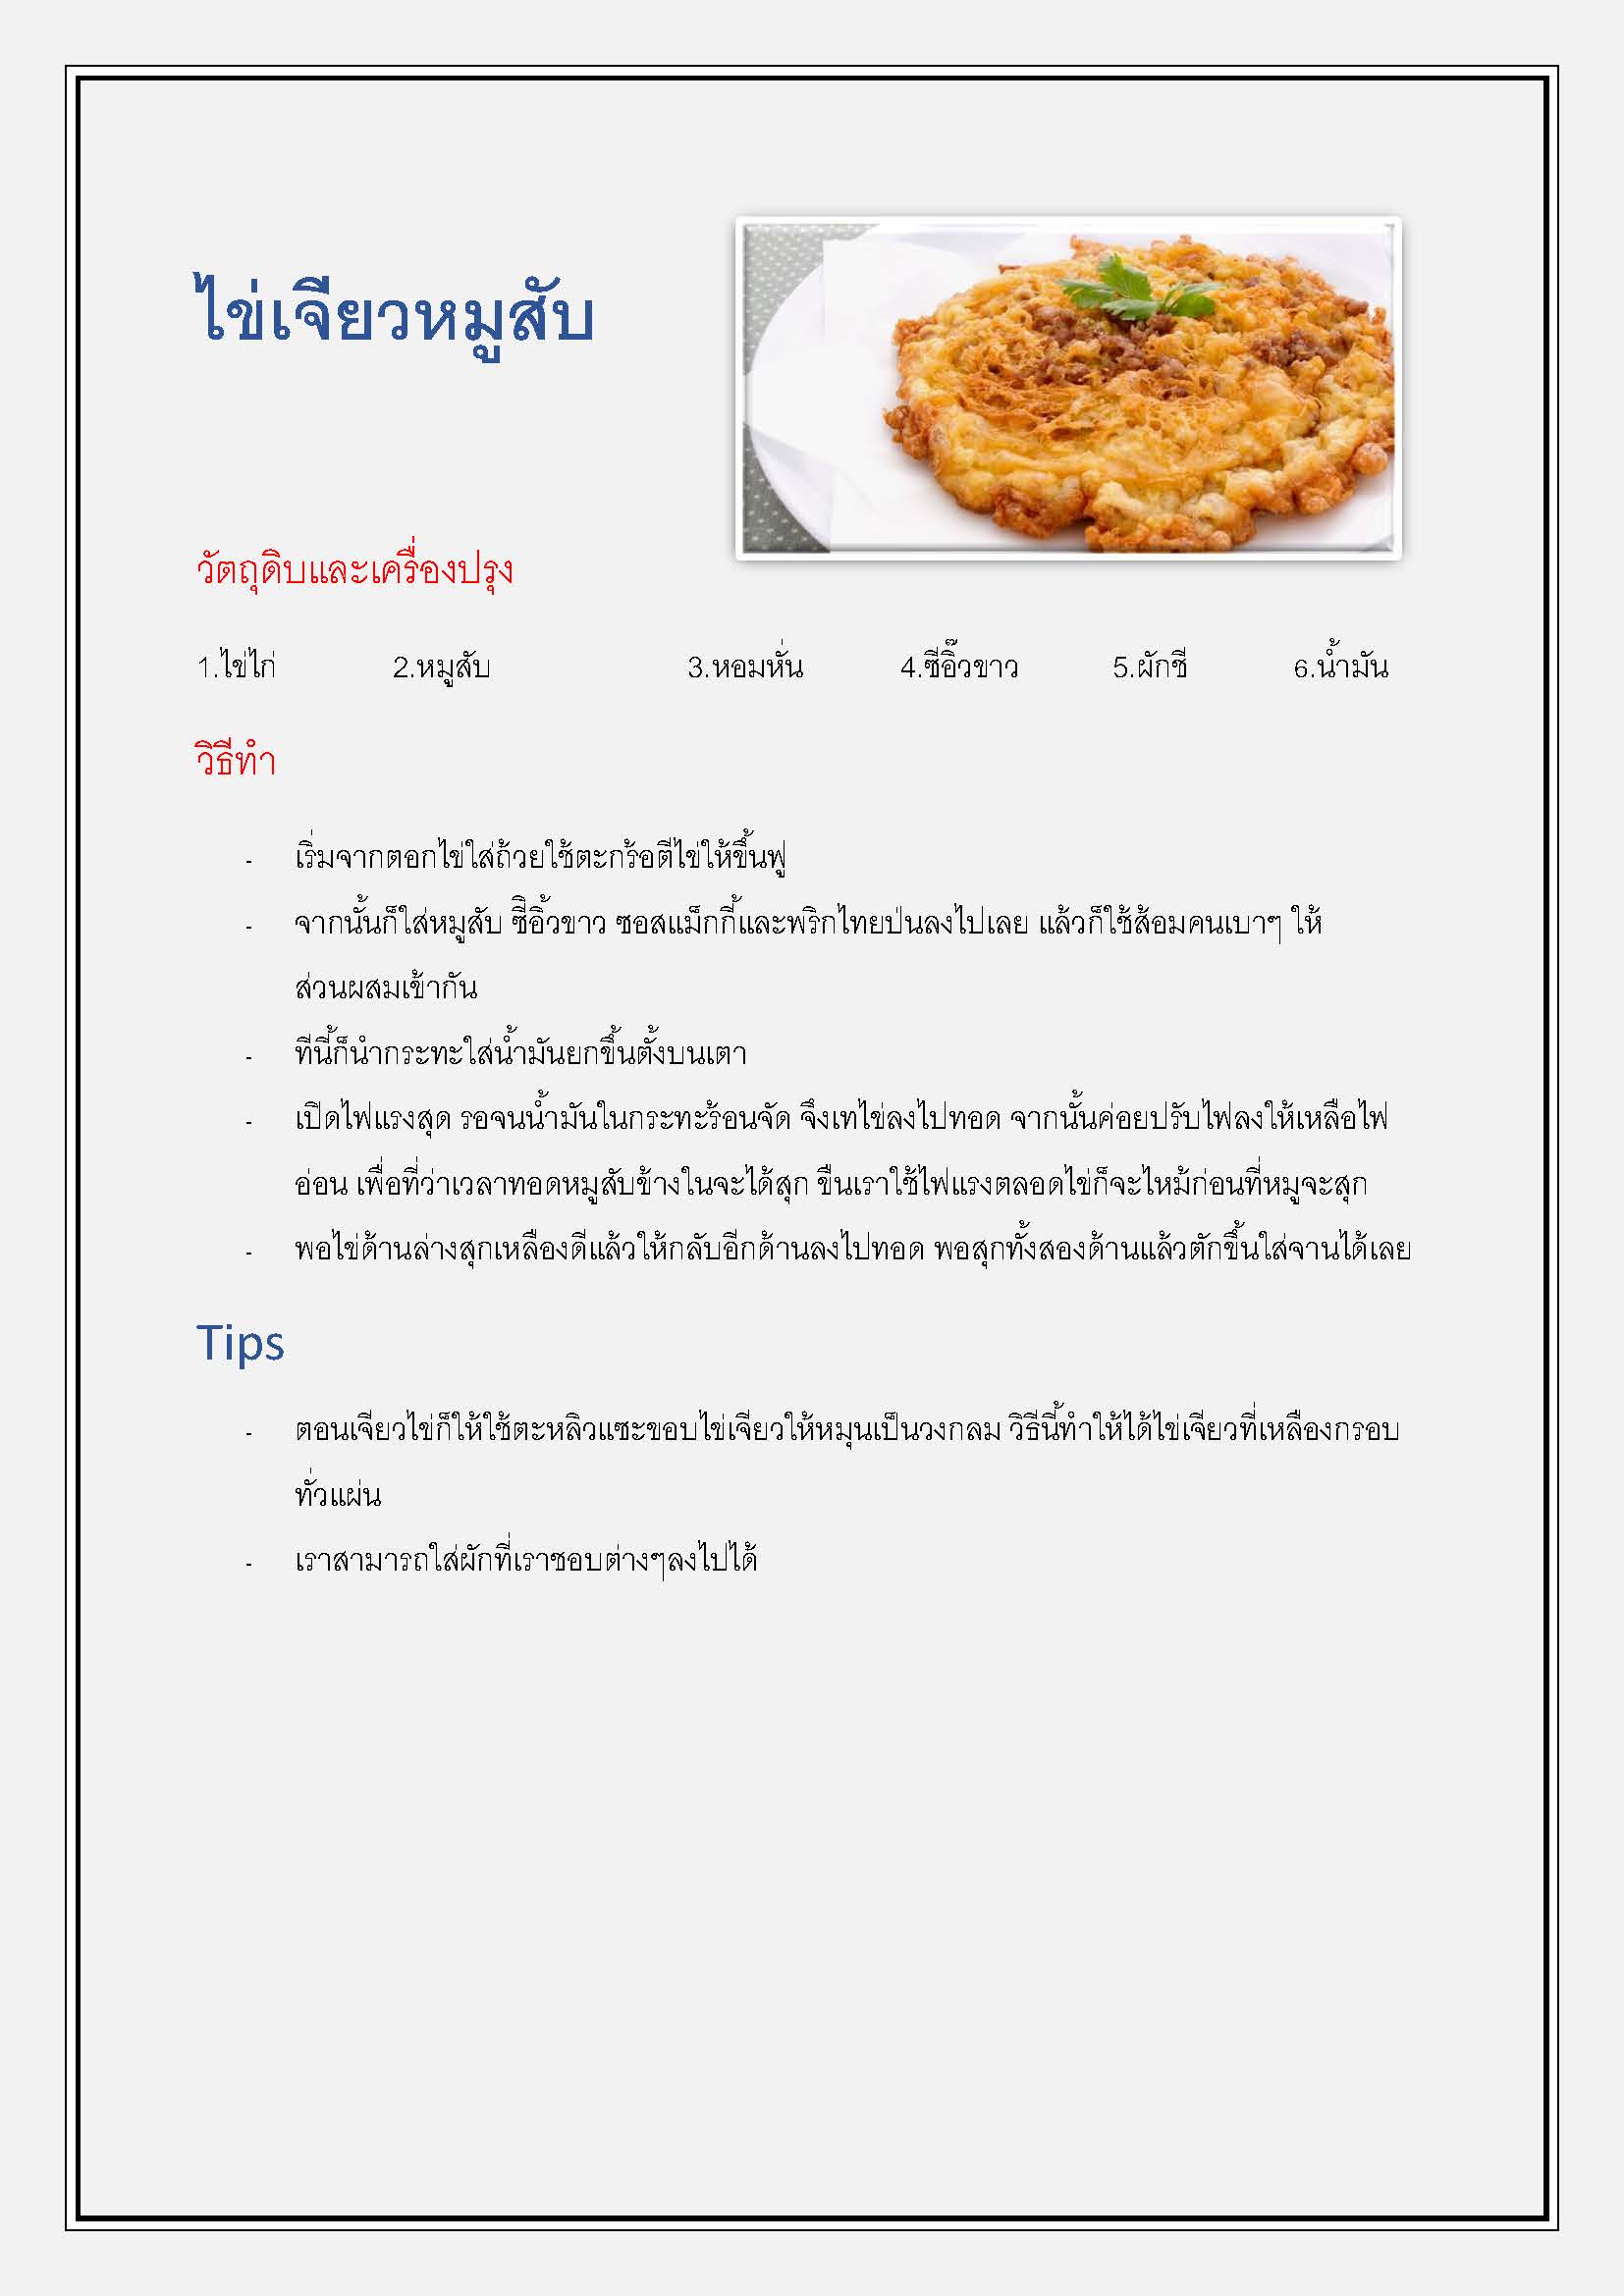 ไข่เจียวหมูสับ
วัตถุดิบและเครื่องปรุง
1.ไข่ไก่ 2.หมูสับ 3.หอมหั่น 4.ซีอิ๊วขาว 5.ผักชี 6.น้ำมัน
วิธีทำ
- เริ่มจากตอกไข่ใส่ถ้วยใช้ตะกร้อตีไข่ให้ขึ้นฟู
- จากนั้นก็ใส่หมูสับ ซีอิ้วขาว ซอสแม็กกี้และพริกไทยป่นลงไปเลย แล้วก็ใช้ส้อมคนเบาๆ ให้
ส่วนผสมเข้ากัน
- ทีนี้ก็นำกระทะใส่น้ำมันยกขึ้นตั้งบนเตา
- เปิดไฟแรงสุด รอจนน้ำมันในกระทะร้อนจัด จึงเทไข่ลงไปทอด จากนั้นค่อยปรับไฟลงให้เหลือไฟ
อ่อน เพื่อที่ว่าเวลาทอดหมูสับข้างในจะได้สุก ขืนเราใช้ไฟแรงตลอดไข่ก็จะไหม้ก่อนที่หมูจะสุก
- พอไข่ด้านล่างสุกเหลืองดีแล้วให้กลับอีกด้านลงไปทอด พอสุกทั้งสองด้านแล้วตักขึ้นใส่จานได้เลย
Tips
- ตอนเจียวไข่ก็ให้ใช้ตะหลิวแซะขอบไข่เจียวให้หมุนเป็นวงกลม วิธีนี้ทำให้ได้ไข่เจียวที่เหลืองกรอบ
ทั่วแผ่น
- เราสามารถใส่ผักที่เราชอบต่างๆลงไปได้